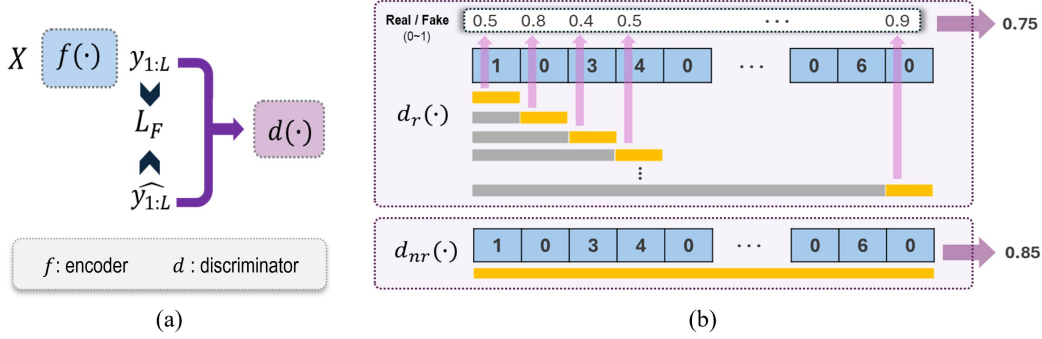 X f(·) y₁:L
L_F
ŷ₁:L
d(·)
f : encoder d : discriminator
(a)
Real / Fake
(0~1)
0.5 0.8 0.4 0.5 ··· 0.9
0.75
1 0 3 4 0 ··· 0 6 0
dᵣ(·)
⋮
dₙᵣ(·)
1 0 3 4 0 ··· 0 6 0
0.85
(b)